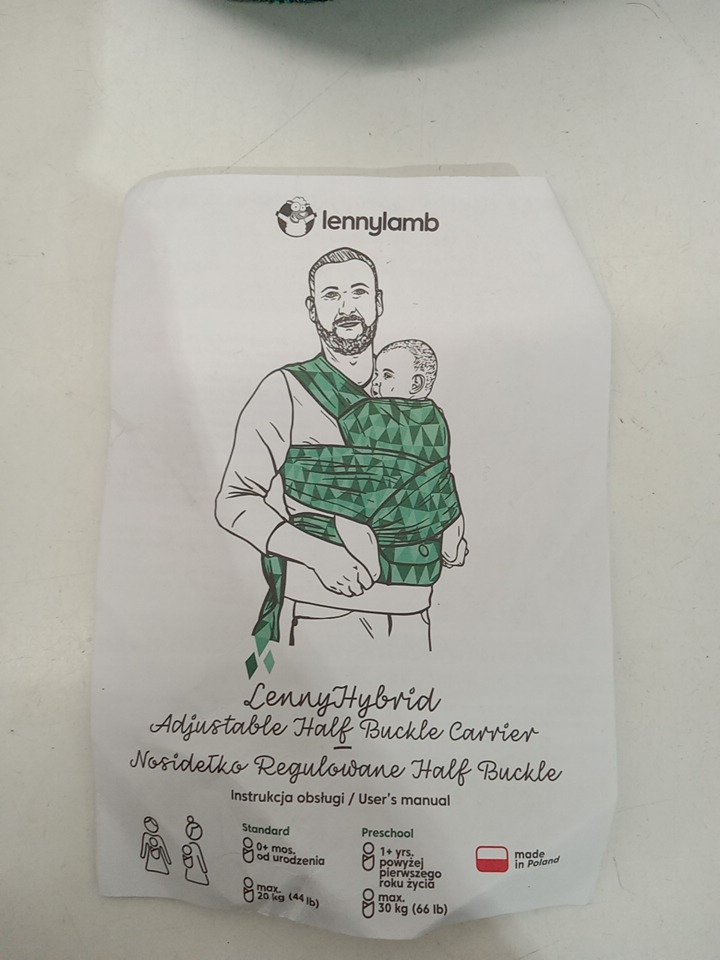 lennylamb
LennyHybrid
Adjustable Half Buckle Carrier
Nosidełko Regulowane Half Buckle
Instrukcja obsługi / User's manual
Standard
0+ mos.
od urodzenia
max.
20 kg (44 lb)
Preschool
1+ yrs.
powyżej
pierwszego
roku życia
max.
30 kg (66 lb)
made
in Poland